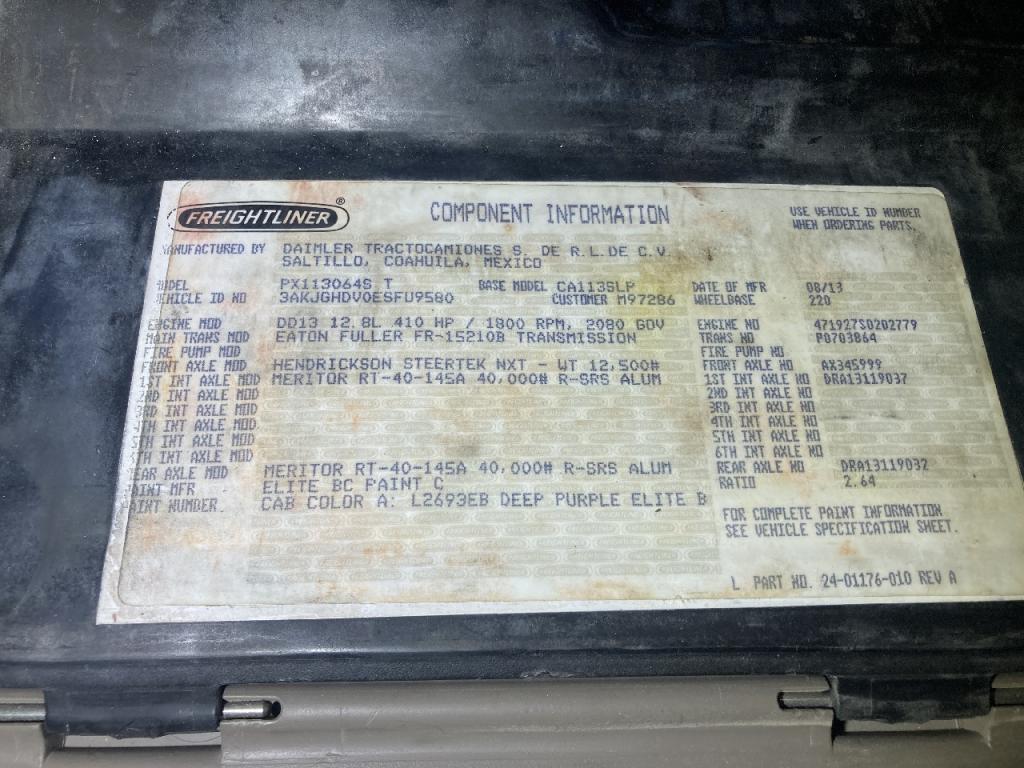 FREIGHTLINER ®
COMPONENT INFORMATION
USE VEHICLE ID NUMBER
WHEN ORDERING PARTS.
MANUFACTURED BY DAIMLER TRACTOCAMIONES S. DE R.L.DE C.V.
SALTILLO, COAHUILA, MEXICO
MODEL PX113064S T BASE MODEL CA113SLP DATE OF MFR 08/13
VEHICLE ID NO 3AKJGHDV0ESFU9580 CUSTOMER M97286 WHEELBASE 220
ENGINE MOD DD13 12.8L 410 HP / 1800 RPM, 2080 GOV ENGINE NO 471927S0202779
MAIN TRANS MOD EATON FULLER FR-15210B TRANSMISSION TRANS NO P0703864
FIRE PUMP MOD FIRE PUMP NO
FRONT AXLE MOD HENDRICKSON STEERTEK NXT - WT 12,500# FRONT AXLE NO AX345999
1ST INT AXLE MOD MERITOR RT-40-145A 40,000# R-SRS ALUM 1ST INT AXLE NO DRA13119037
2ND INT AXLE MOD 2ND INT AXLE NO
3RD INT AXLE MOD 3RD INT AXLE NO
4TH INT AXLE MOD 4TH INT AXLE NO
5TH INT AXLE MOD 5TH INT AXLE NO
6TH INT AXLE MOD 6TH INT AXLE NO
REAR AXLE MOD MERITOR RT-40-145A 40,000# R-SRS ALUM REAR AXLE NO DRA13119032
PAINT MFR ELITE BC PAINT C RATIO 2.64
PAINT NUMBER. CAB COLOR A: L2693EB DEEP PURPLE ELITE B
FOR COMPLETE PAINT INFORMATION
SEE VEHICLE SPECIFICATION SHEET.
L PART NO. 24-01176-010 REV A